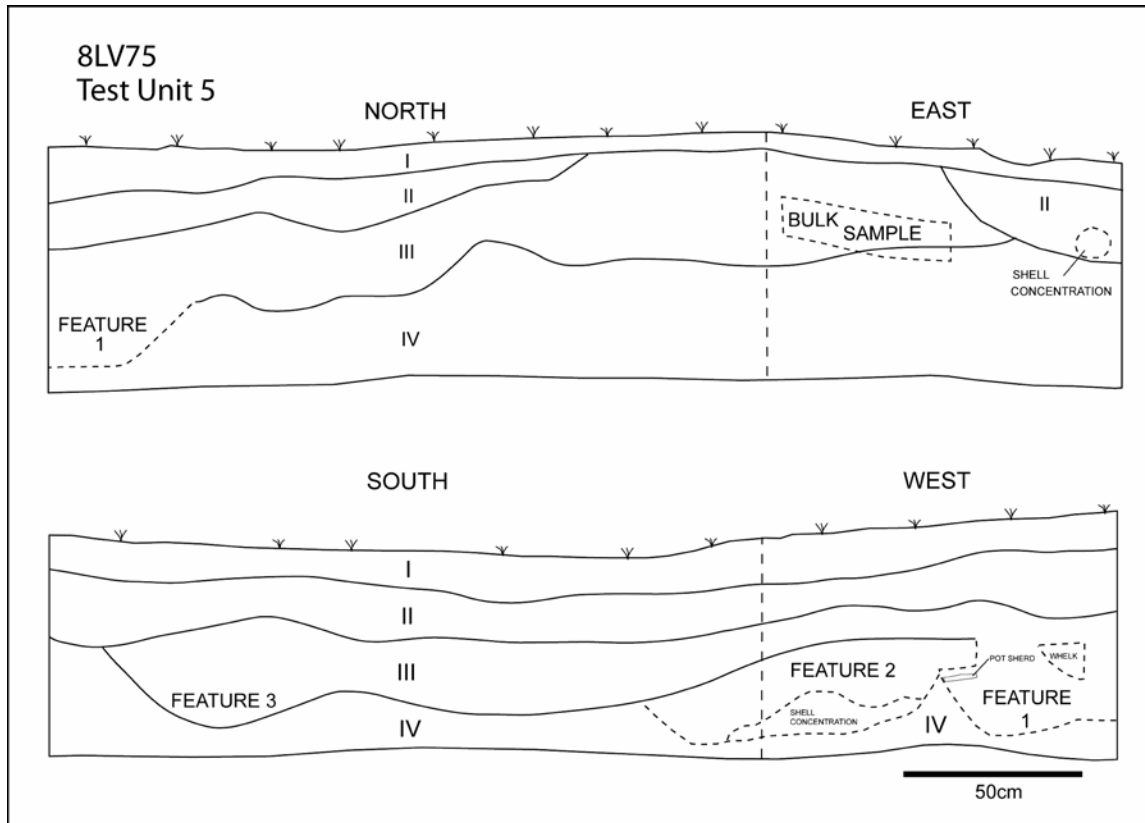 8LV75
Test Unit 5
NORTH
EAST
I
II
II
BULK
SAMPLE
III
SHELL
CONCENTRATION
FEATURE
1
IV
SOUTH
WEST
I
II
III
POT SHERD
WHELK
FEATURE 2
FEATURE 3
FEATURE
1
SHELL
CONCENTRATION
IV
IV
50cm